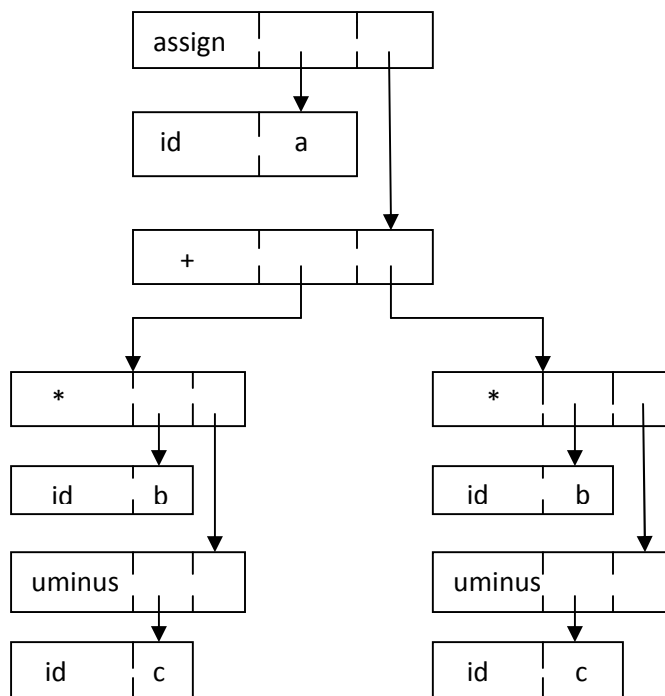 assign
id a
+
* *
id b id b
uminus uminus
id c id c